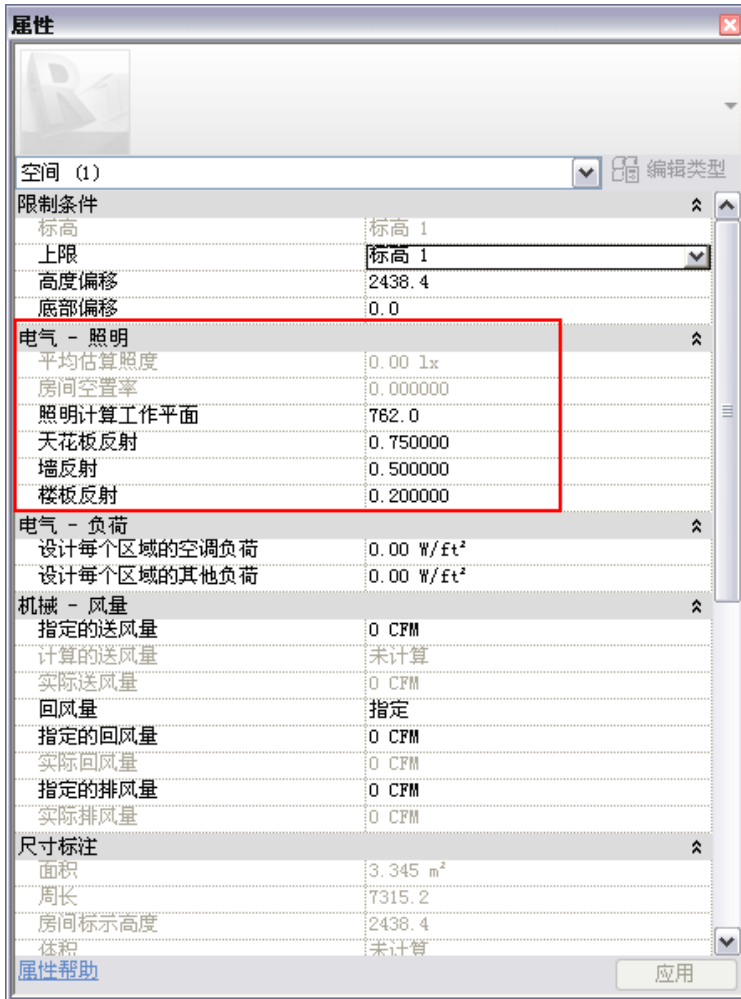 属性
空间 (1)
编辑类型
限制条件
标高 标高 1
上限 标高 1
高度偏移 2438.4
底部偏移 0.0
电气 - 照明
平均估算照度 0.00 lx
房间空置率 0.000000
照明计算工作平面 762.0
天花板反射 0.750000
墙反射 0.500000
楼板反射 0.200000
电气 - 负荷
设计每个区域的空调负荷 0.00 W/ft²
设计每个区域的其他负荷 0.00 W/ft²
机械 - 风量
指定的送风量 0 CFM
计算的送风量 未计算
实际送风量 0 CFM
回风量 指定
指定的回风量 0 CFM
实际回风量 0 CFM
指定的排风量 0 CFM
实际排风量 0 CFM
尺寸标注
面积 3.345 m²
周长 7315.2
房间标示高度 2438.4
体积 未计算
属性帮助
应用